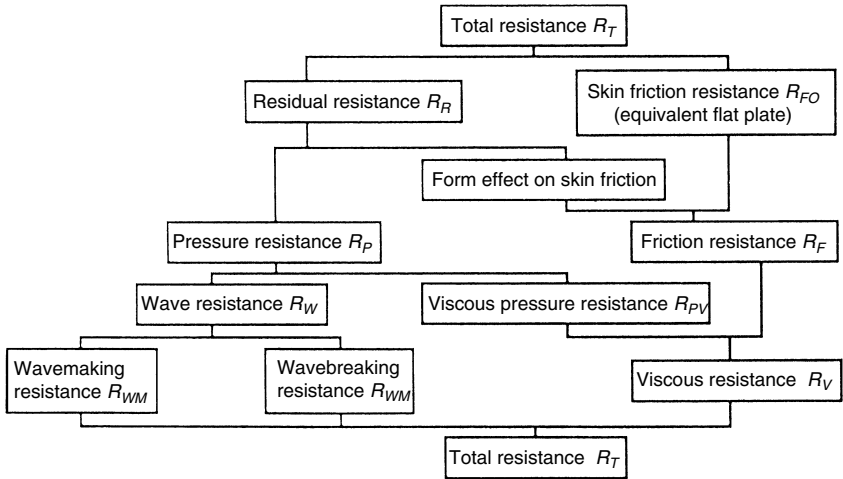 Total resistance R_T
Residual resistance R_R
Skin friction resistance R_FO
(equivalent flat plate)
Form effect on skin friction
Pressure resistance R_P
Friction resistance R_F
Wave resistance R_W
Viscous pressure resistance R_PV
Wavemaking
resistance R_WM
Wavebreaking
resistance R_WM
Viscous resistance R_V
Total resistance R_T